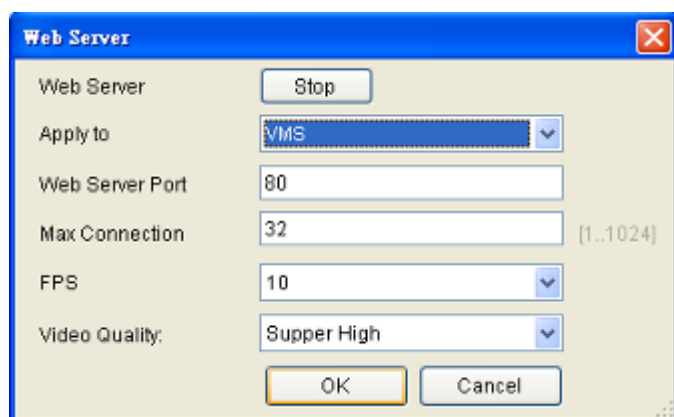 Web Server
Web Server Stop
Apply to VMS
Web Server Port 80
Max Connection 32 [1..1024]
FPS 10
Video Quality: Supper High
OK Cancel